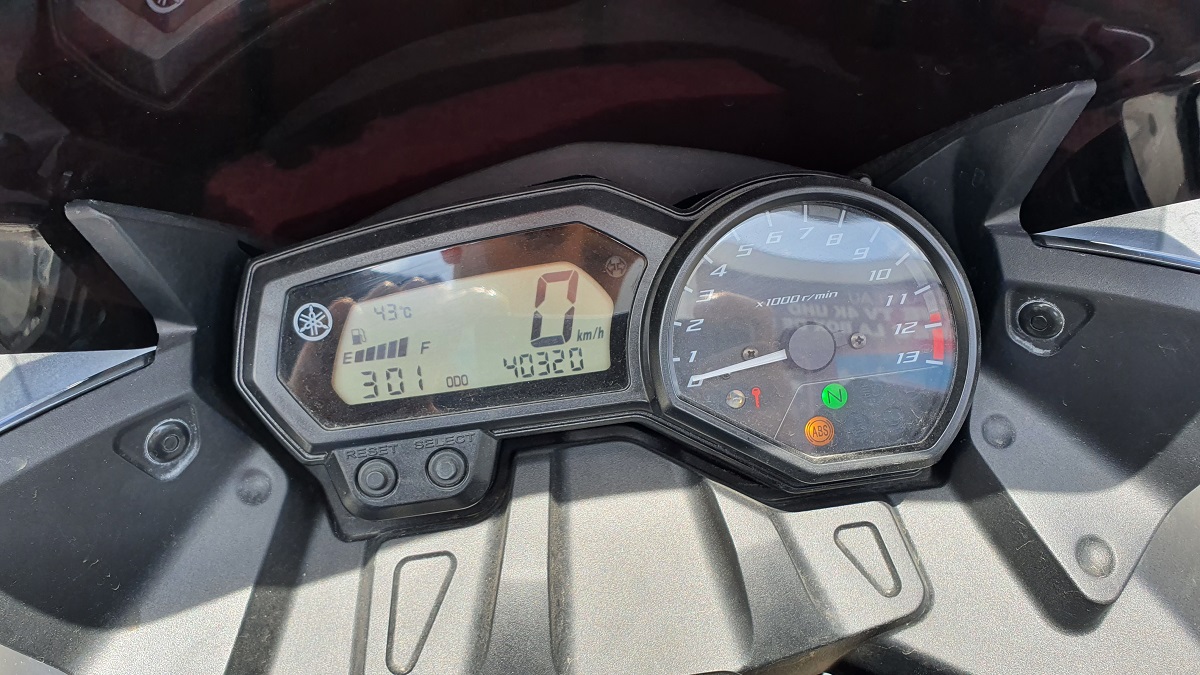 43°C
0
km/h
E F
301 ODO 40320
RESET SELECT
0 1 2 3 4 5 6 7 8 9 10 11 12 13
x1000 r/min
N
ABS